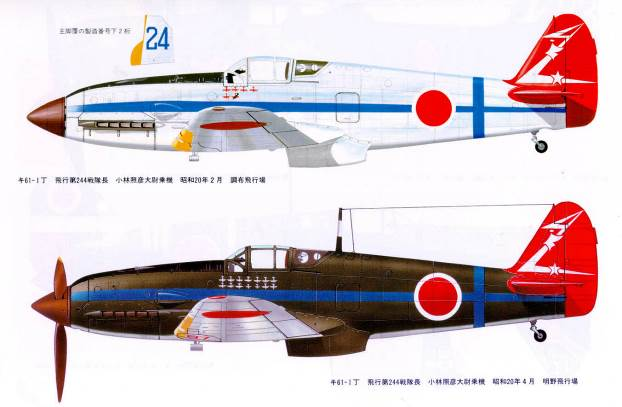 主脚覆の製造番号下2桁
24
キ61-Ⅰ丁 飛行第244戦隊長 小林照彦大尉乗機 昭和20年2月 調布飛行場
キ61-Ⅰ丁 飛行第244戦隊長 小林照彦大尉乗機 昭和20年4月 明野飛行場